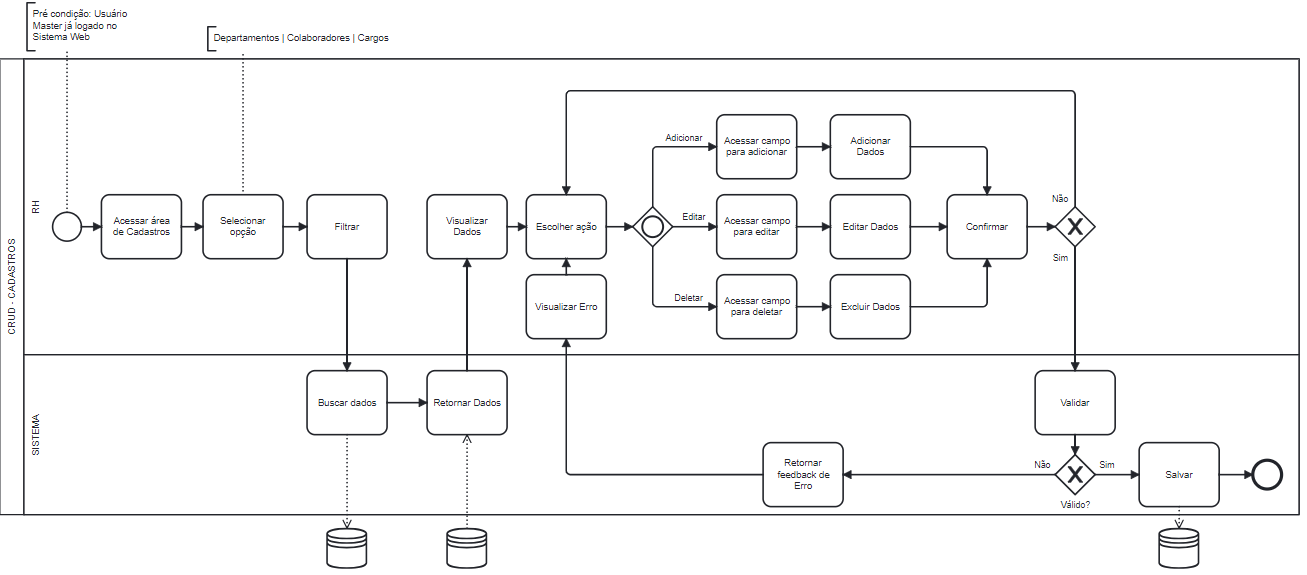 Pré condição: Usuário
Master já logado no
Sistema Web
Departamentos | Colaboradores | Cargos
CRUD - CADASTROS
RH
Acessar área
de Cadastros
Selecionar
opção
Filtrar
Visualizar
Dados
Escolher ação
Visualizar Erro
Adicionar
Editar
Deletar
Acessar campo
para adicionar
Adicionar
Dados
Acessar campo
para editar
Editar Dados
Acessar campo
para deletar
Excluir Dados
Confirmar
Não
Sim
SISTEMA
Buscar dados
Retornar Dados
Validar
Retornar
feedback de
Erro
Não
Sim
Válido?
Salvar